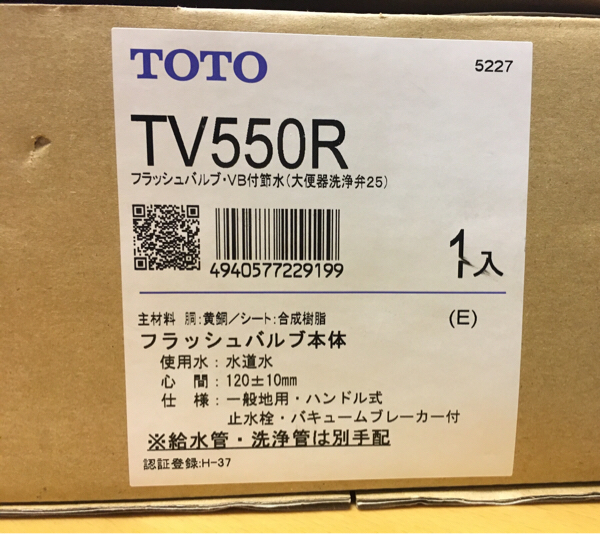 TOTO 5227
TV550R
フラッシュバルブ・VB付節水(大便器洗浄弁25)
4940577229199 1入
主材料 胴:黄銅/シート:合成樹脂 (E)
フラッシュバルブ本体
使用水:水道水
心間:120±10mm
仕様:一般地用・ハンドル式
止水栓・バキュームブレーカー付
※給水管・洗浄管は別手配
認証登録:H-37